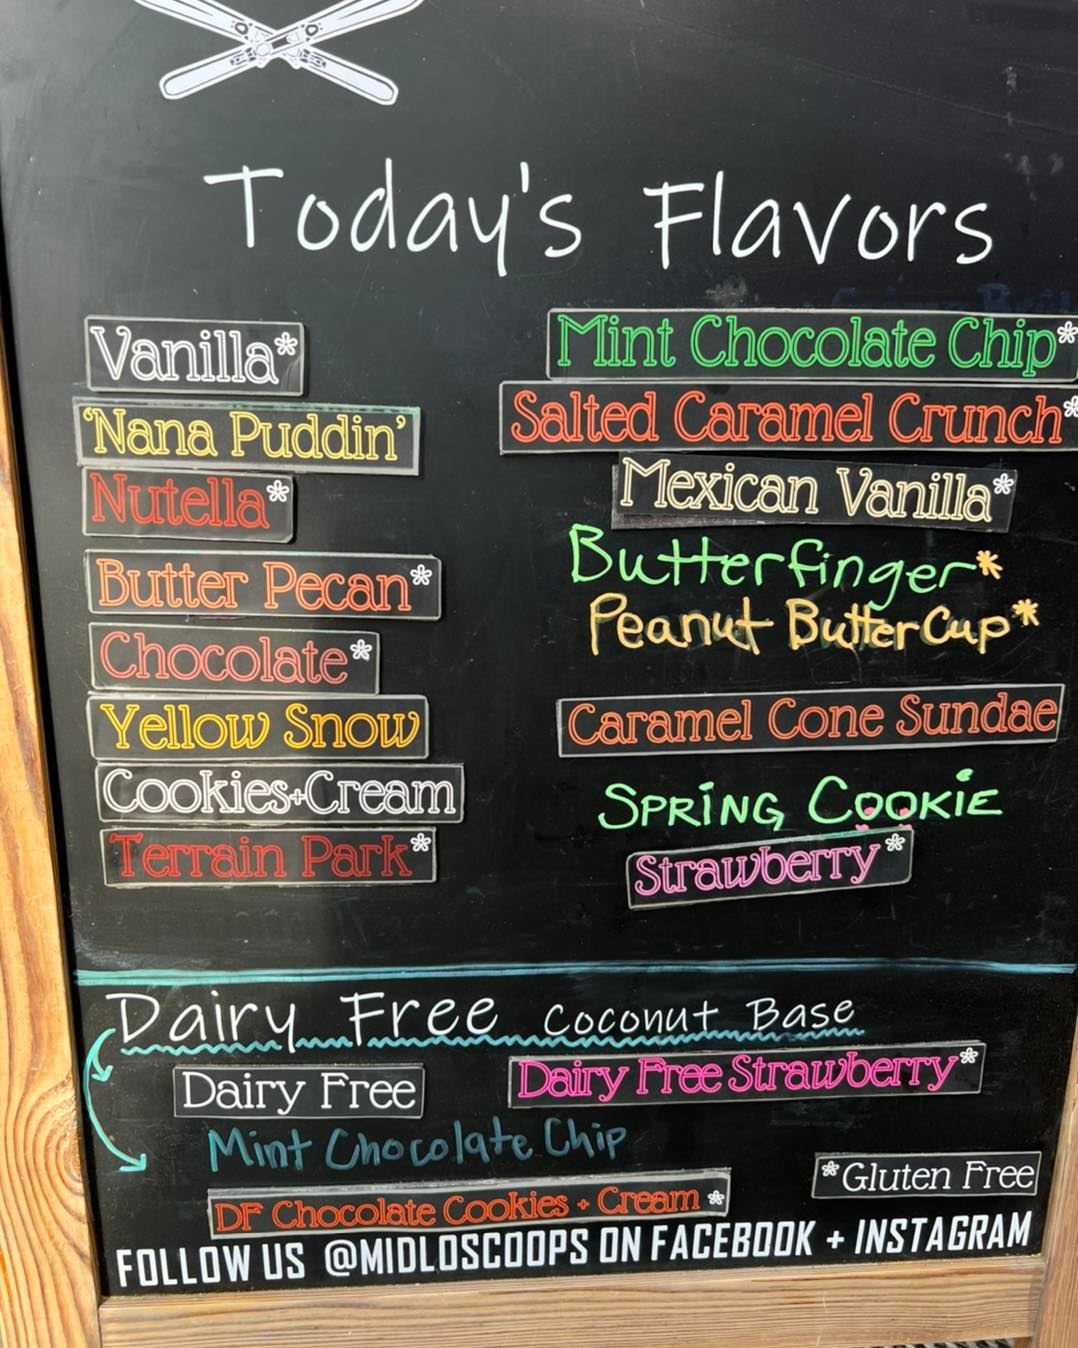 Today's Flavors
Vanilla*
'Nana Puddin'
Nutella*
Butter Pecan*
Chocolate*
Yellow Snow
Cookies+Cream
Terrain Park*
Mint Chocolate Chip*
Salted Caramel Crunch*
Mexican Vanilla*
Butterfinger*
Peanut Butter Cup*
Caramel Cone Sundae
SPRiNG COOKiE
Strawberry*
Dairy Free Coconut Base
Dairy Free
Mint Chocolate Chip
Dairy Free Strawberry*
DF Chocolate Cookies + Cream *
*Gluten Free
FOLLOW US @MIDLOSCOOPS ON FACEBOOK + INSTAGRAM